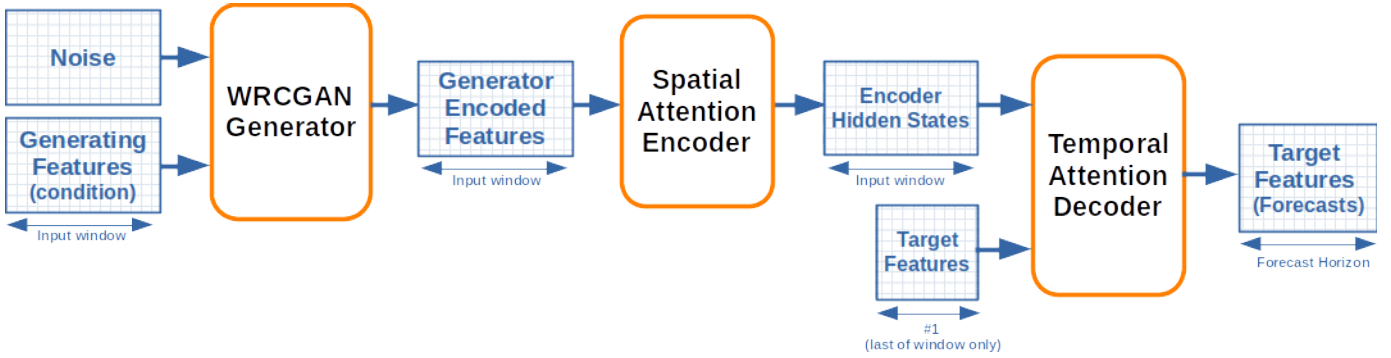 Noise
Generating
Features
(condition)
Input window
WRCGAN
Generator
Generator
Encoded
Features
Input window
Spatial
Attention
Encoder
Encoder
Hidden States
Input window
Target
Features
#1
(last of window only)
Temporal
Attention
Decoder
Target
Features
(Forecasts)
Forecast Horizon